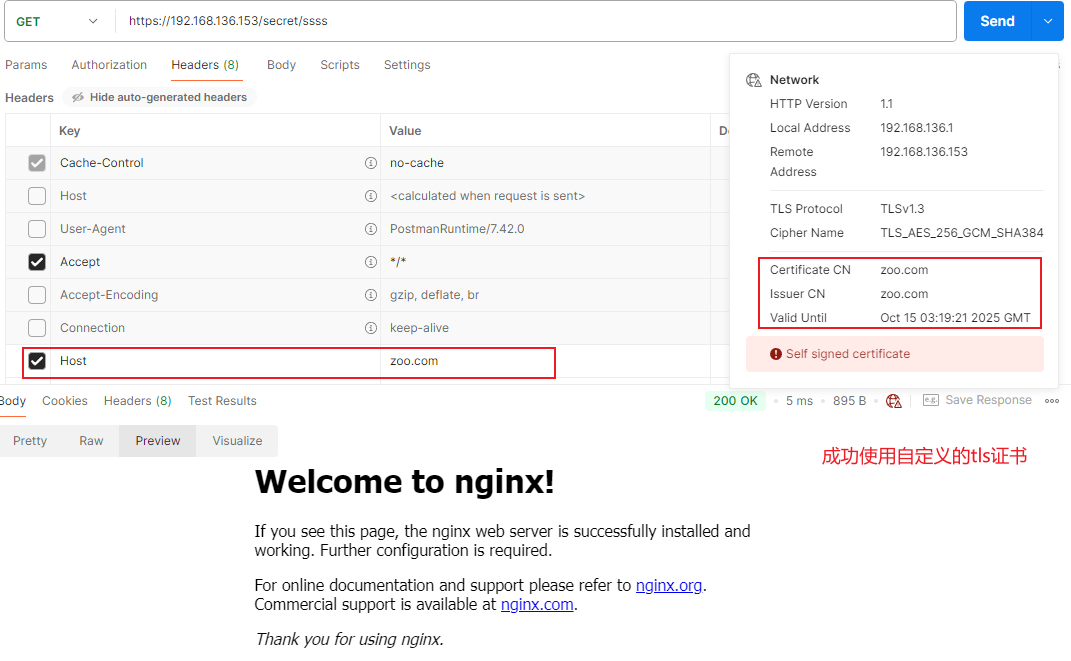 GET https://192.168.136.153/secret/ssss Send
Params Authorization Headers (8) Body Scripts Settings
Headers Hide auto-generated headers
Key Value
Cache-Control no-cache
Host <calculated when request is sent>
User-Agent PostmanRuntime/7.42.0
Accept */*
Accept-Encoding gzip, deflate, br
Connection keep-alive
Host zoo.com
Network
HTTP Version 1.1
Local Address 192.168.136.1
Remote 192.168.136.153
Address
TLS Protocol TLSv1.3
Cipher Name TLS_AES_256_GCM_SHA384
Certificate CN zoo.com
Issuer CN zoo.com
Valid Until Oct 15 03:19:21 2025 GMT
Self signed certificate
Body Cookies Headers (8) Test Results 200 OK 5 ms 895 B e.g. Save Response
Pretty Raw Preview Visualize
成功使用自定义的tls证书
Welcome to nginx!
If you see this page, the nginx web server is successfully installed and
working. Further configuration is required.
For online documentation and support please refer to nginx.org.
Commercial support is available at nginx.com.
Thank you for using nginx.